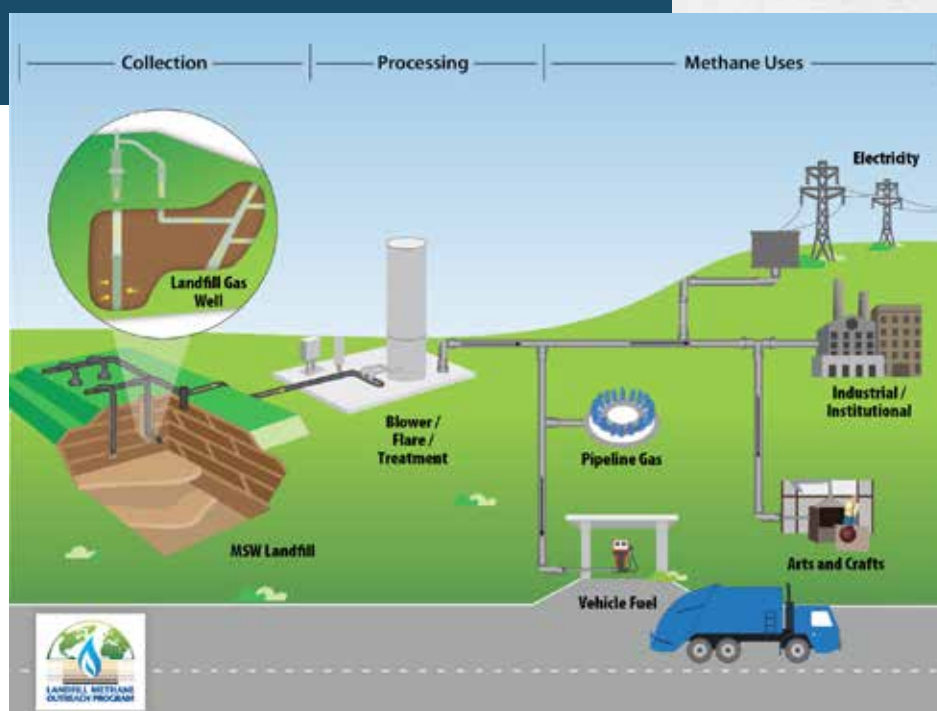 Collection
Processing
Methane Uses
Electricity
Landfill Gas
Well
Industrial /
Institutional
Blower /
Flare /
Treatment
Pipeline Gas
MSW Landfill
Arts and Crafts
Vehicle Fuel
LANDFILL METHANE
OUTREACH PROGRAM